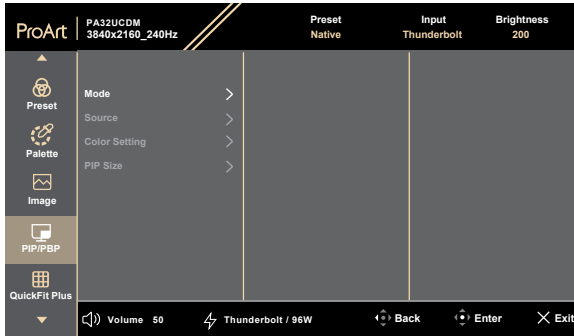 ProArt
PA32UCDM
3840x2160_240Hz
Preset
Native
Input
Thunderbolt
Brightness
200
Preset
Palette
Image
PIP/PBP
QuickFit Plus
Mode
Source
Color Setting
PIP Size
Volume 50
Thunderbolt / 96W
Back
Enter
Exit